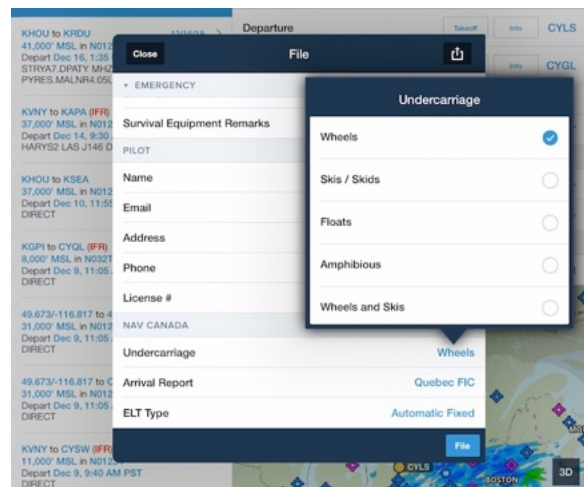 KHOU to KRDU
41,000' MSL in N012
Depart Dec 16, 1:35
STRYA7.DPATY MHZ
PYRES.MALNR4.05L
KVNY to KAPA (IFR)
37,000' MSL in N012
Depart Dec 14, 9:30
HARYS2 LAS J146 D
KHOU to KSEA
37,000' MSL in N012
Depart Dec 10, 11:55
DIRECT
KGPI to CYQL (IFR)
8,000' MSL in N032T
Depart Dec 9, 11:05
DIRECT
49.673/-116.817 to 4
31,000' MSL in N012
Depart Dec 9, 11:05
DIRECT
49.673/-116.817 to C
31,000' MSL in N012
Depart Dec 9, 11:05
DIRECT
KVNY to CYSW (IFR)
11,000' MSL in N01234
Depart Dec 9, 9:40 AM PST
DIRECT
12/16/19
Departure
Takeoff
Info
CYLS
Info
CYGL
Close
File
EMERGENCY
Survival Equipment Remarks
PILOT
Name
Email
Address
Phone
License #
NAV CANADA
Undercarriage
Wheels
Arrival Report
Quebec FIC
ELT Type
Automatic Fixed
File
Undercarriage
Wheels
Skis / Skids
Floats
Amphibious
Wheels and Skis
CYLS
BOSTON
3D